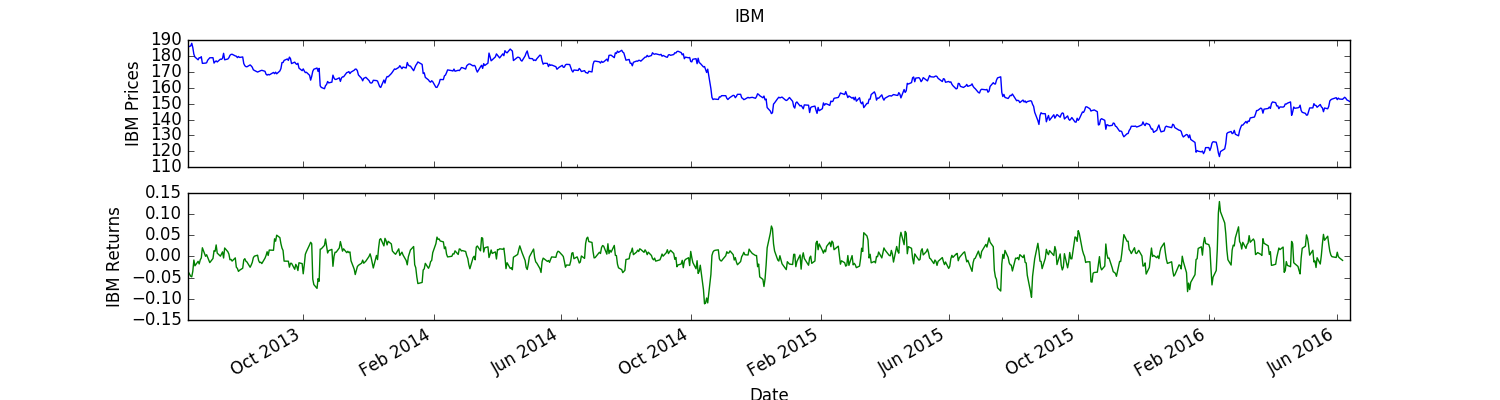 IBM
190
180
170
160
150
140
130
120
110
IBM Prices
0.15
0.10
0.05
0.00
−0.05
−0.10
−0.15
IBM Returns
Oct 2013
Feb 2014
Jun 2014
Oct 2014
Feb 2015
Jun 2015
Oct 2015
Feb 2016
Jun 2016
Date